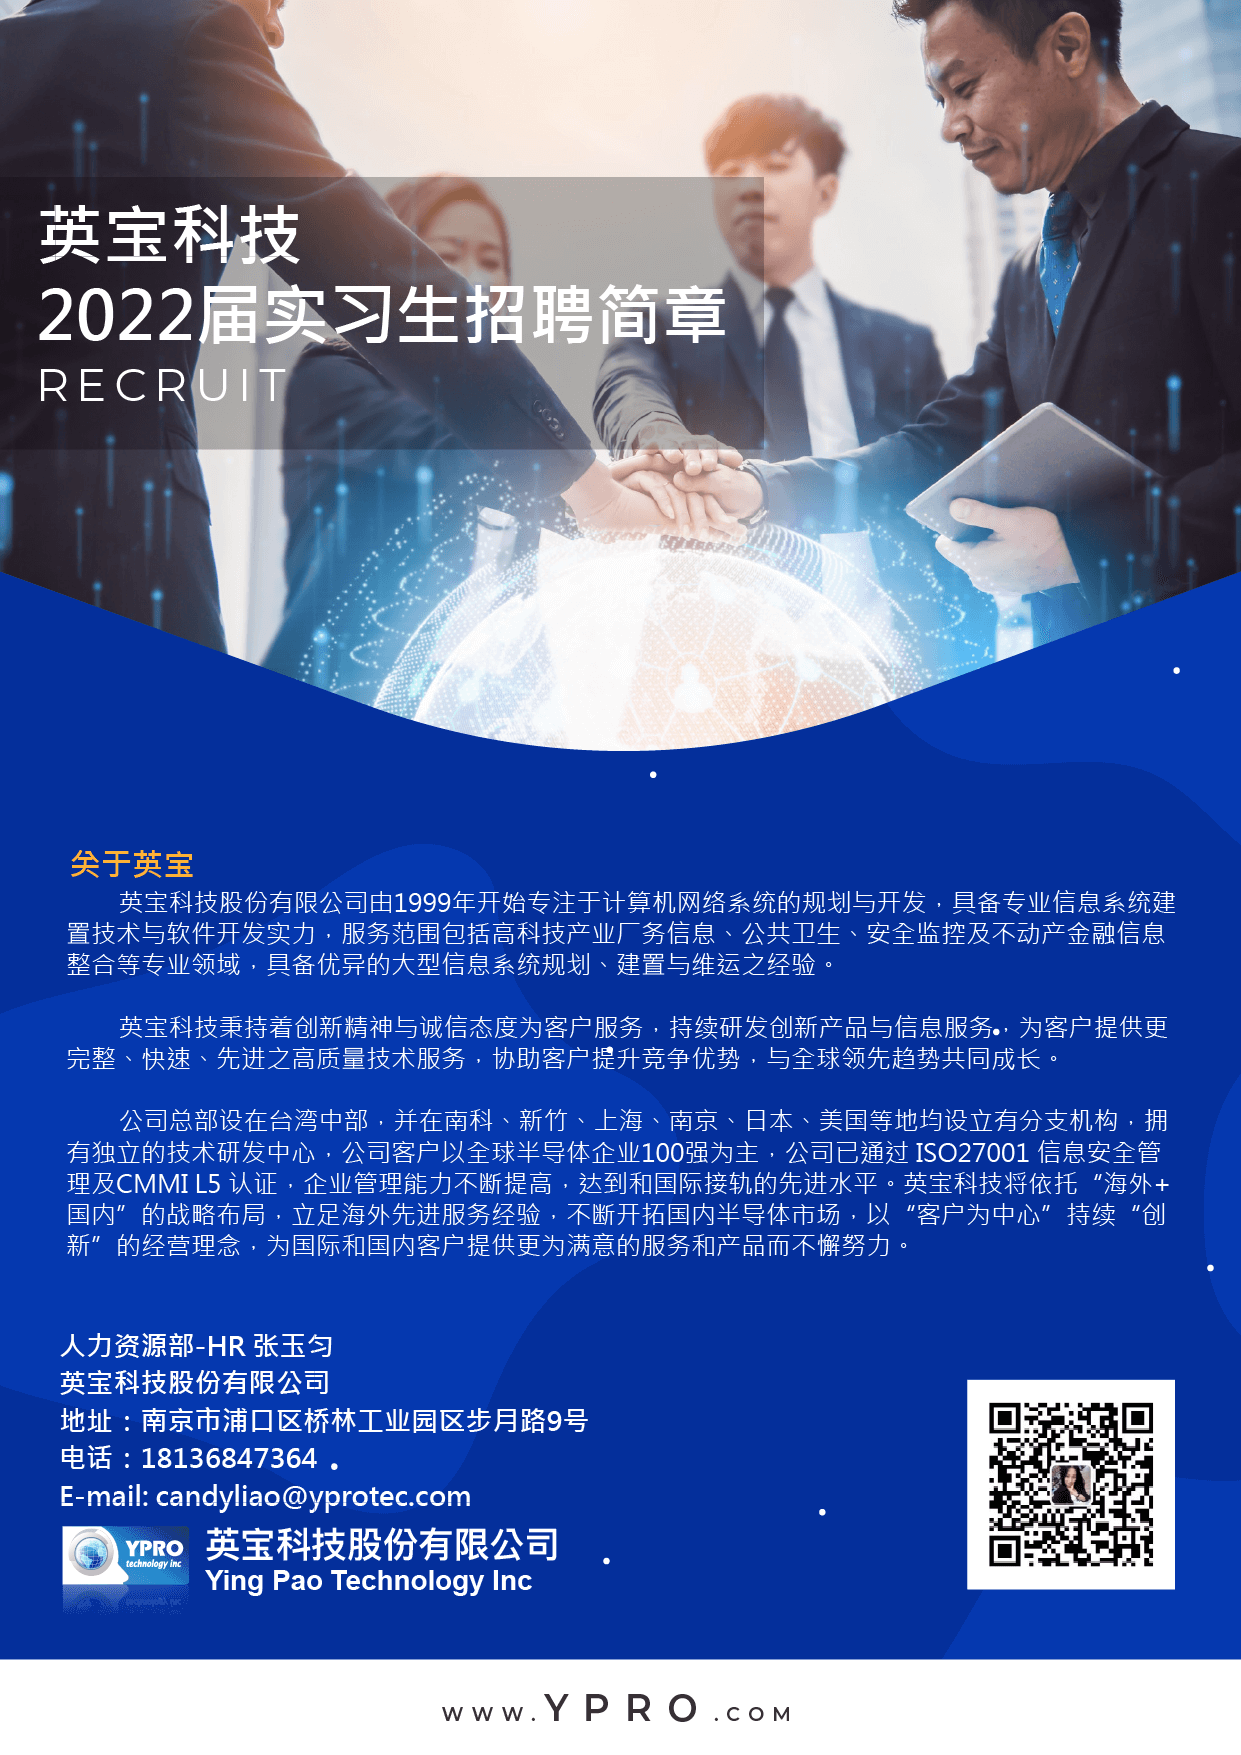 英宝科技
2022届实习生招聘简章
RECRUIT
关于英宝
英宝科技股份有限公司由1999年开始专注于计算机网络系统的规划与开发，具备专业信息系统建
置技术与软件开发实力，服务范围包括高科技产业厂务信息、公共卫生、安全监控及不动产金融信息
整合等专业领域，具备优异的大型信息系统规划、建置与维运之经验。
英宝科技秉持着创新精神与诚信态度为客户服务，持续研发创新产品与信息服务，为客户提供更
完整、快速、先进之高质量技术服务，协助客户提升竞争优势，与全球领先趋势共同成长。
公司总部设在台湾中部，并在南科、新竹、上海、南京、日本、美国等地均设立有分支机构，拥
有独立的技术研发中心，公司客户以全球半导体企业100强为主，公司已通过 ISO27001 信息安全管
理及CMMI L5 认证，企业管理能力不断提高，达到和国际接轨的先进水平。英宝科技将依托“海外+
国内”的战略布局，立足海外先进服务经验，不断开拓国内半导体市场，以“客户为中心”持续“创
新”的经营理念，为国际和国内客户提供更为满意的服务和产品而不懈努力。
人力资源部-HR 张玉匀
英宝科技股份有限公司
地址：南京市浦口区桥林工业园区步月路9号
电话：18136847364
E-mail: candyliao@yprotec.com
YPRO
technology inc
英宝科技股份有限公司
Ying Pao Technology Inc
www.YPRO.com